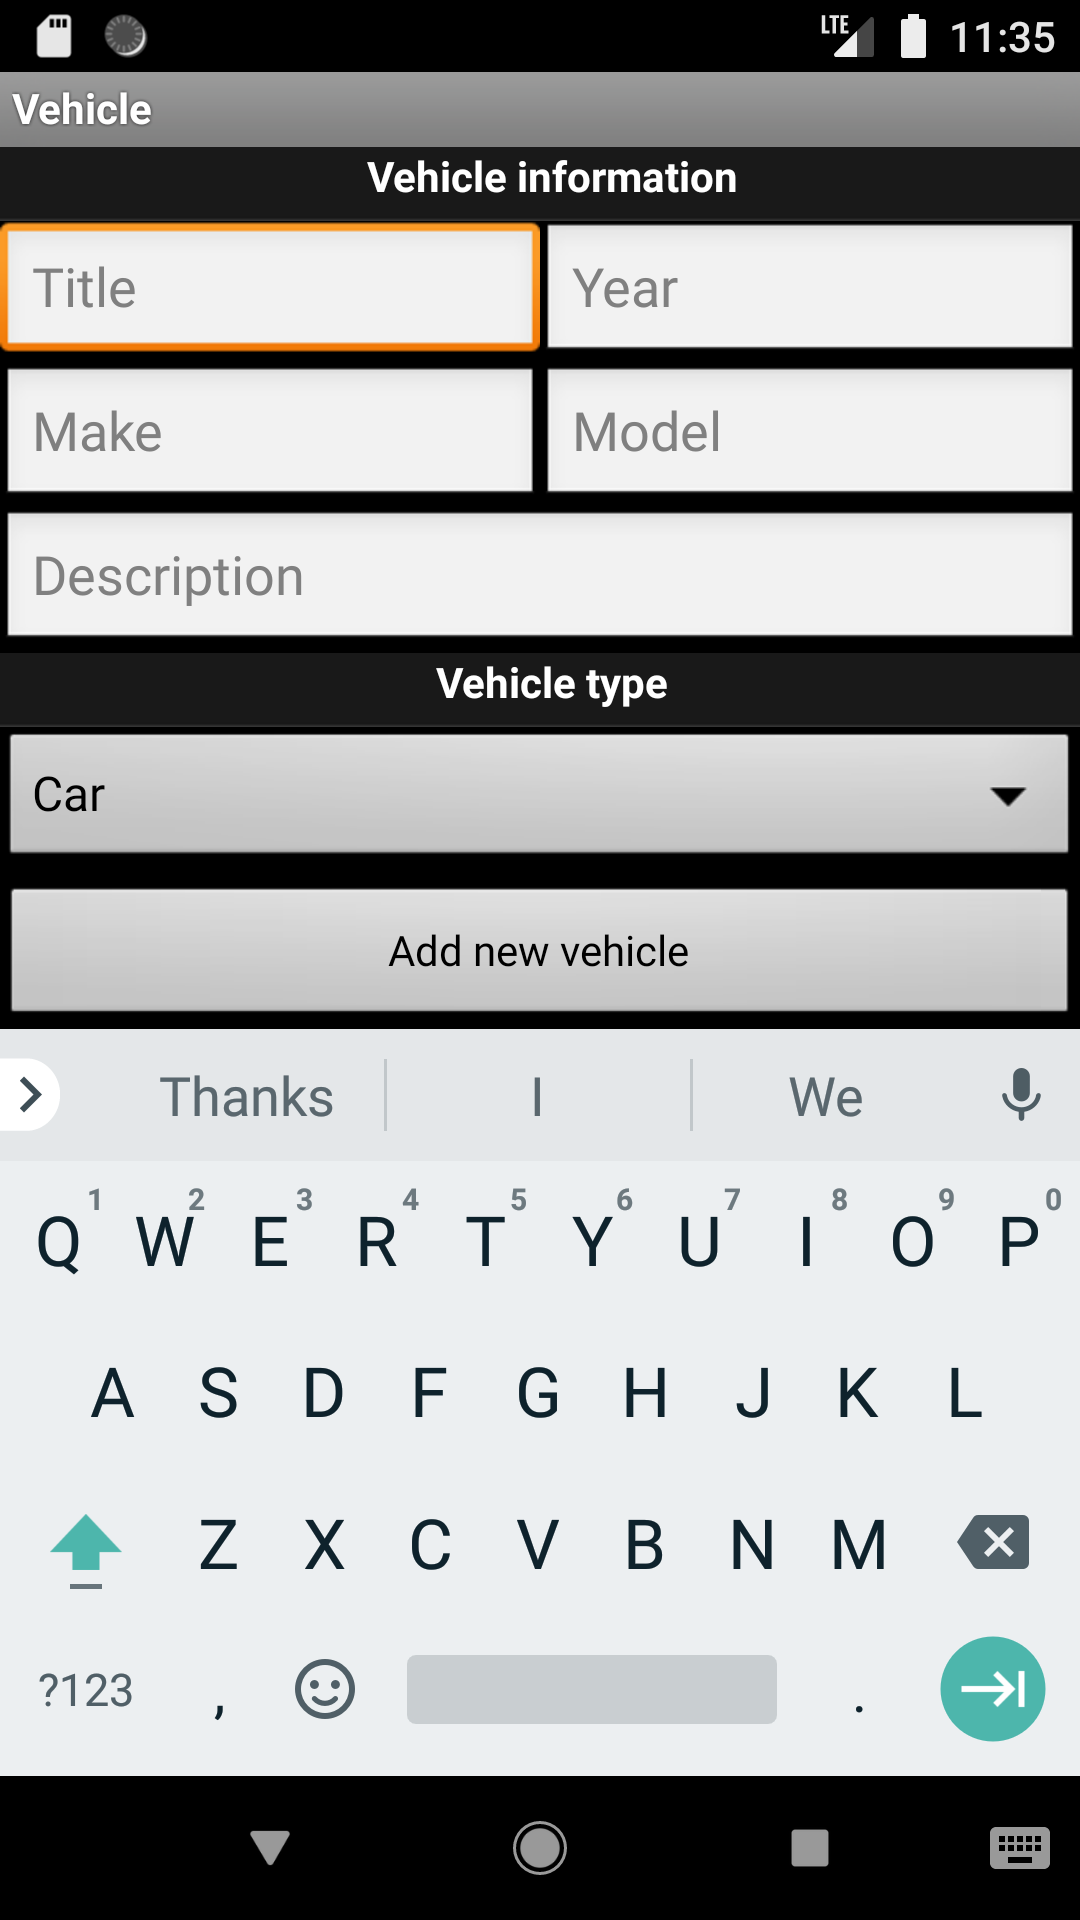 LTE 11:35
Vehicle
Vehicle information
Title Year
Make Model
Description
Vehicle type
Car
Add new vehicle
Thanks I We
1 2 3 4 5 6 7 8 9 0
Q W E R T Y U I O P
A S D F G H J K L
Z X C V B N M
?123 , .